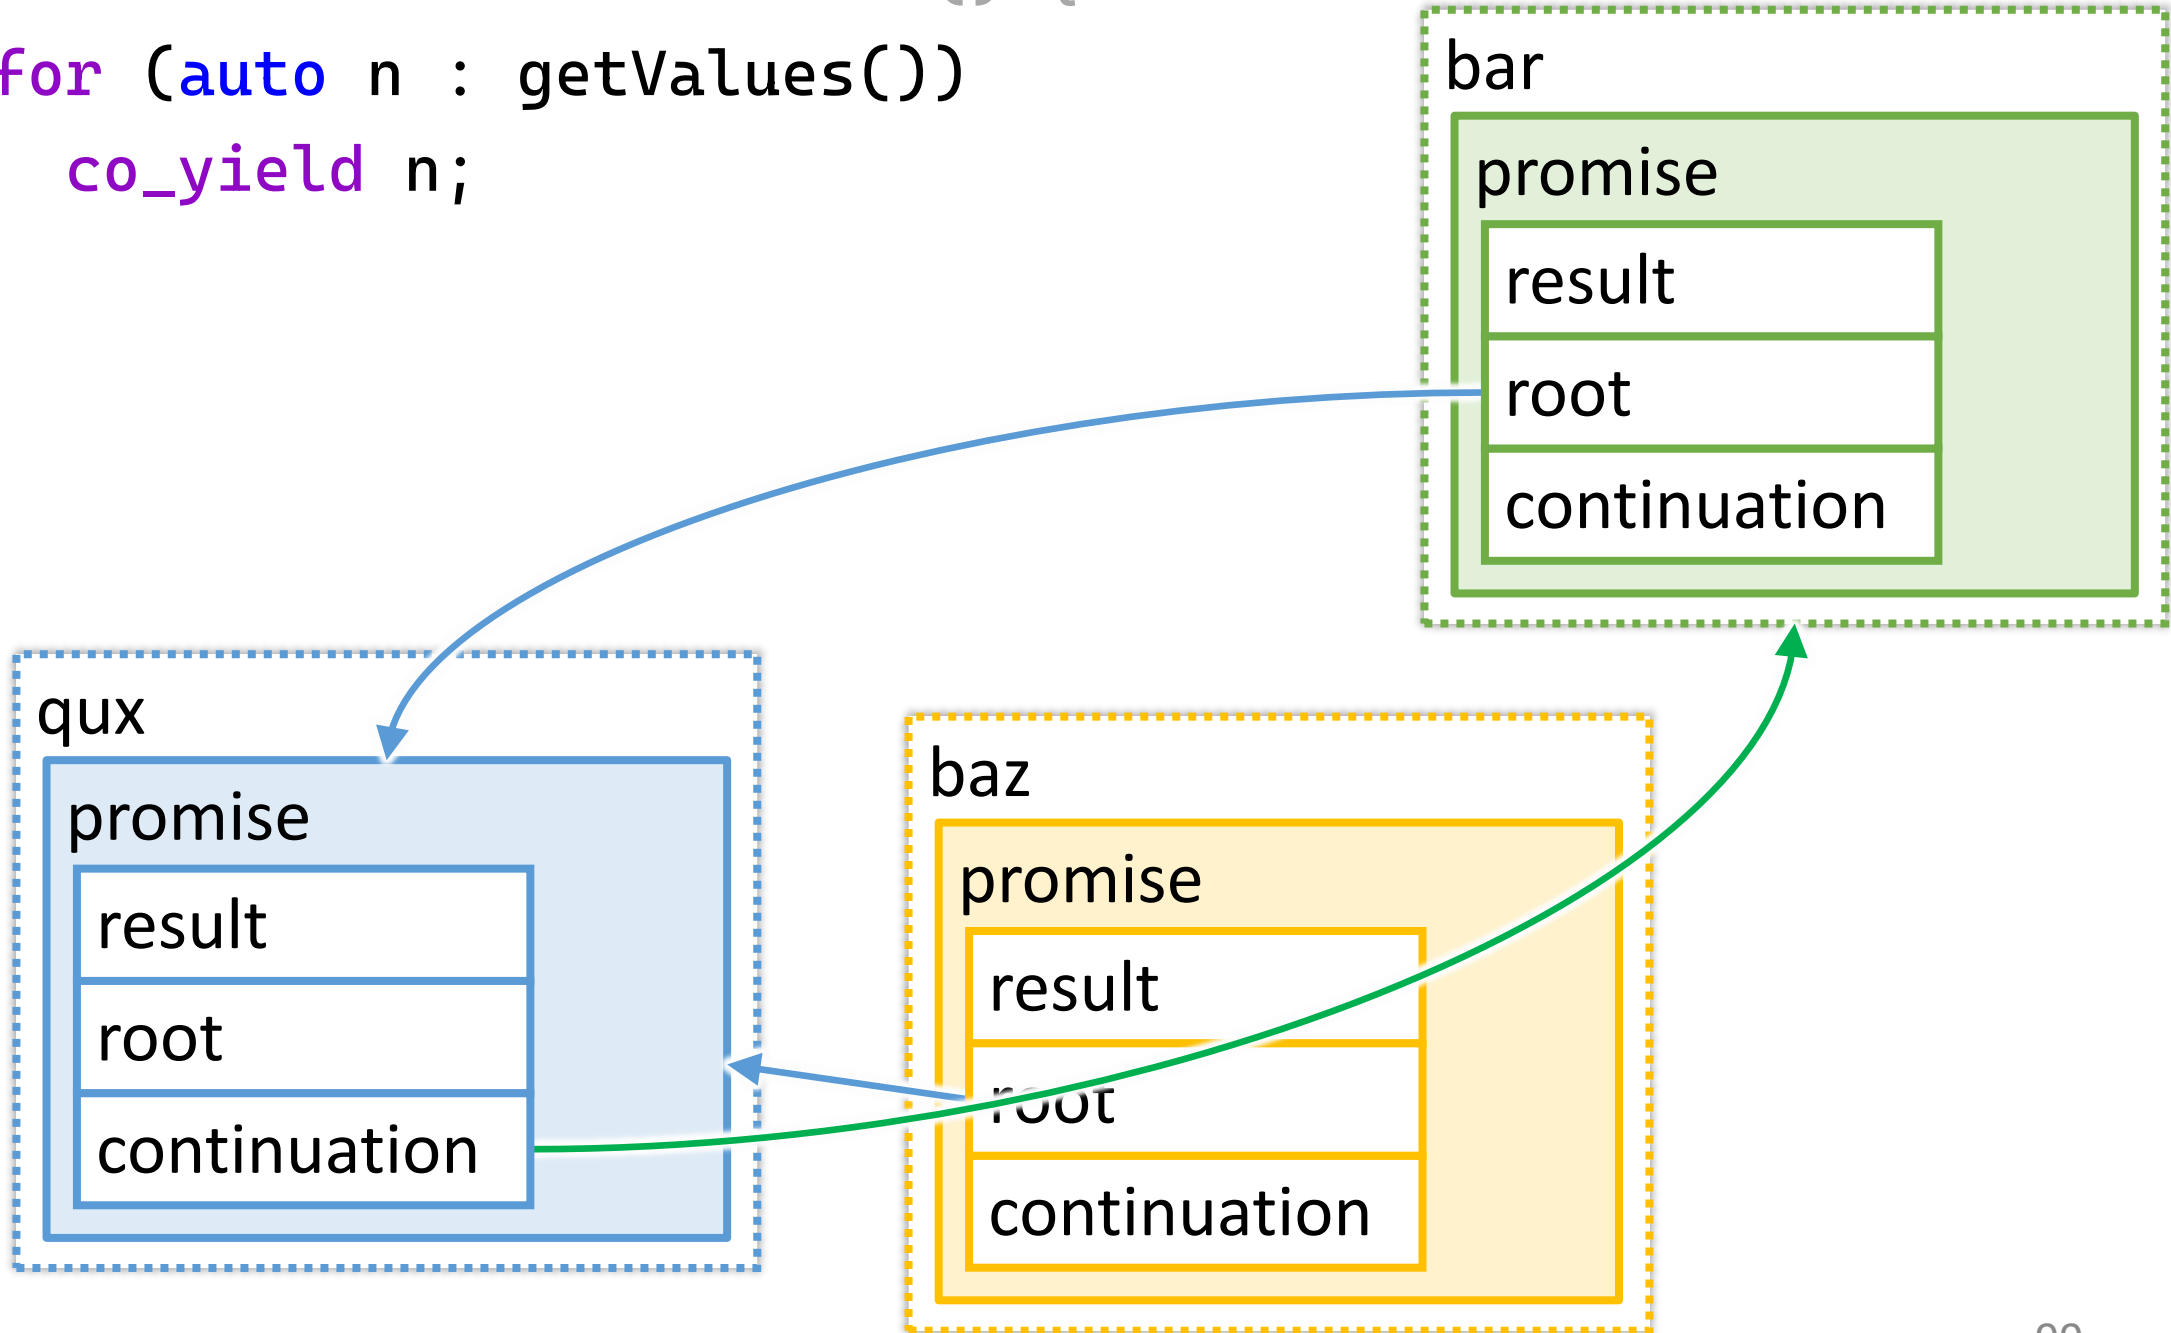 for (auto n : getValues())
co_yield n;
bar
promise
result
root
continuation
qux
promise
result
root
continuation
baz
promise
result
root
continuation